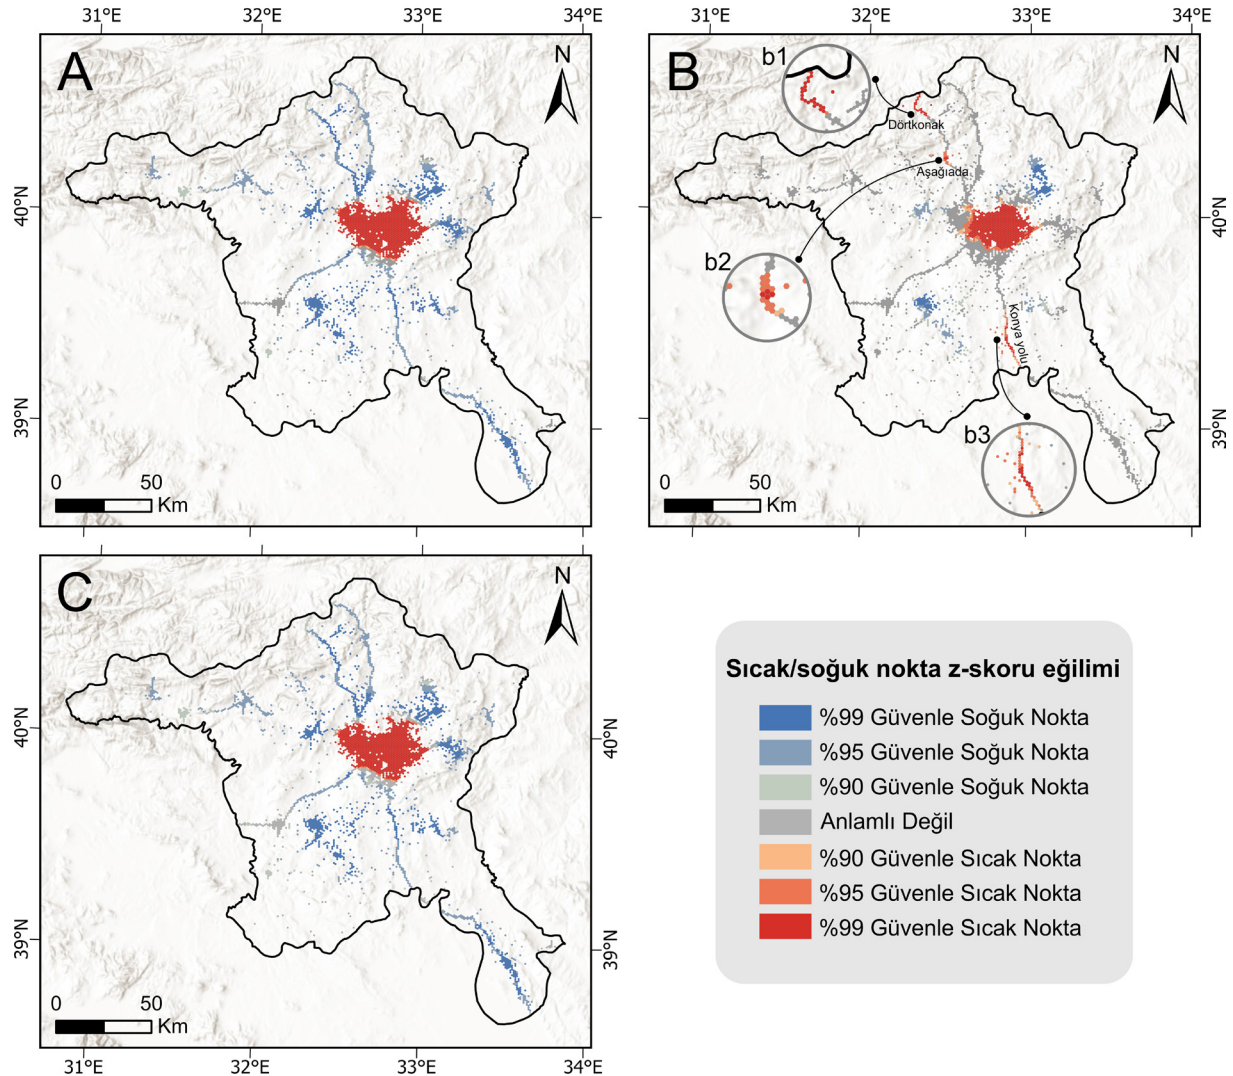 31°E 32°E 33°E 34°E
31°E 32°E 33°E 34°E
A
N
40°N
39°N
0 50
Km
B
N
b1
Dörtkonak
Aşağıada
b2
Konya yolu
b3
40°N
39°N
0 50
Km
C
N
40°N
39°N
40°N
39°N
0 50
Km
31°E 32°E 33°E 34°E
Sıcak/soğuk nokta z-skoru eğilimi
%99 Güvenle Soğuk Nokta
%95 Güvenle Soğuk Nokta
%90 Güvenle Soğuk Nokta
Anlamlı Değil
%90 Güvenle Sıcak Nokta
%95 Güvenle Sıcak Nokta
%99 Güvenle Sıcak Nokta